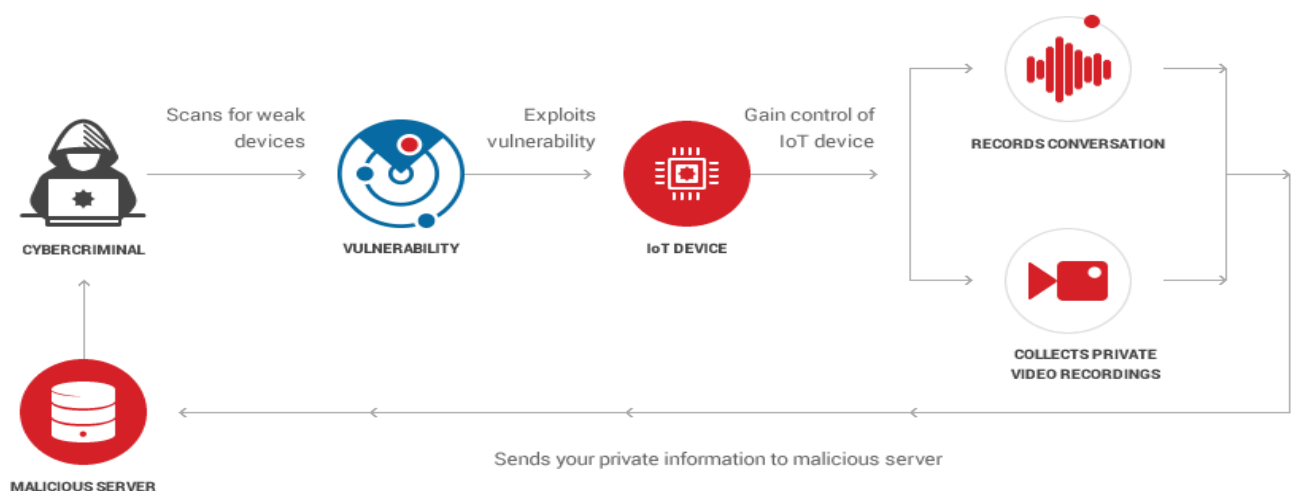 Scans for weak
devices
Exploits
vulnerability
Gain control of
IoT device
RECORDS CONVERSATION
CYBERCRIMINAL
VULNERABILITY
IoT DEVICE
COLLECTS PRIVATE
VIDEO RECORDINGS
Sends your private information to malicious server
MALICIOUS SERVER